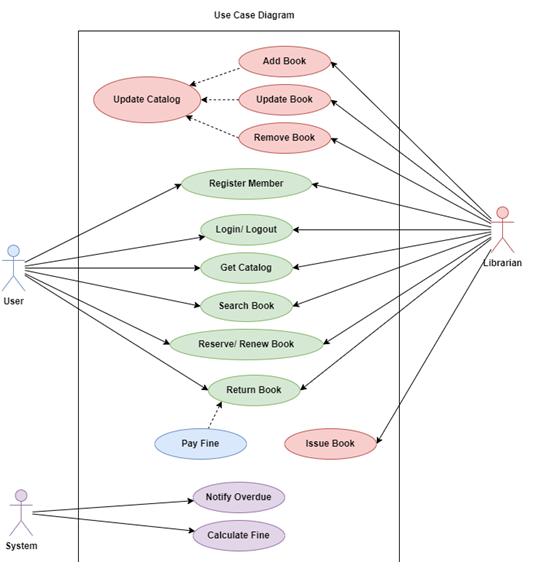 Use Case Diagram
Add Book
Update Catalog
Update Book
Remove Book
Register Member
Login/ Logout
Get Catalog
Search Book
Reserve/ Renew Book
Return Book
Pay Fine
Issue Book
Notify Overdue
Calculate Fine
User
Librarian
System